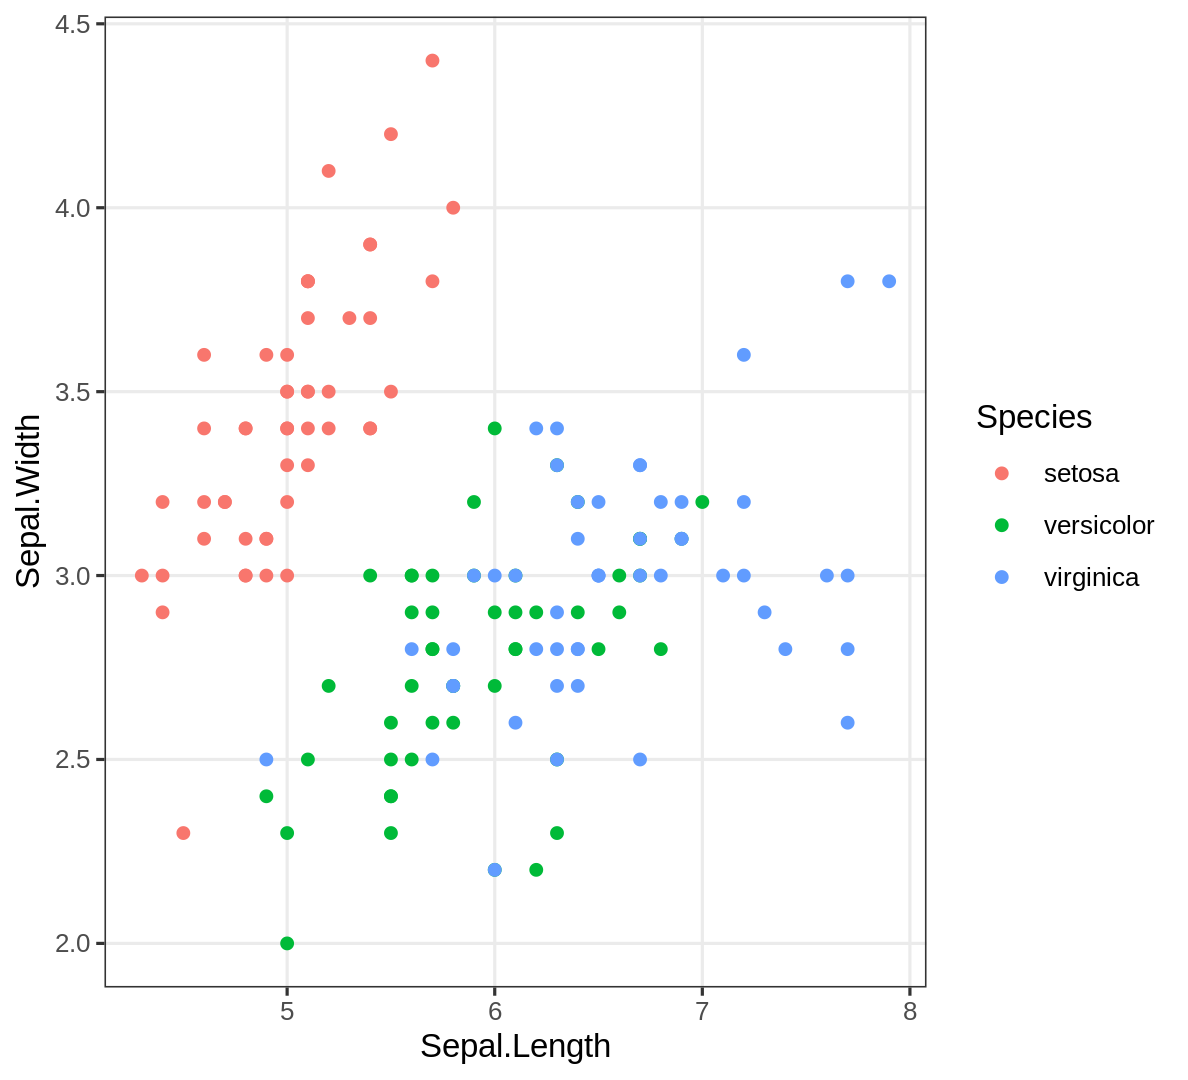 4.5
4.0
3.5
3.0
2.5
2.0
5 6 7 8
Sepal.Length
Sepal.Width
Species
setosa
versicolor
virginica